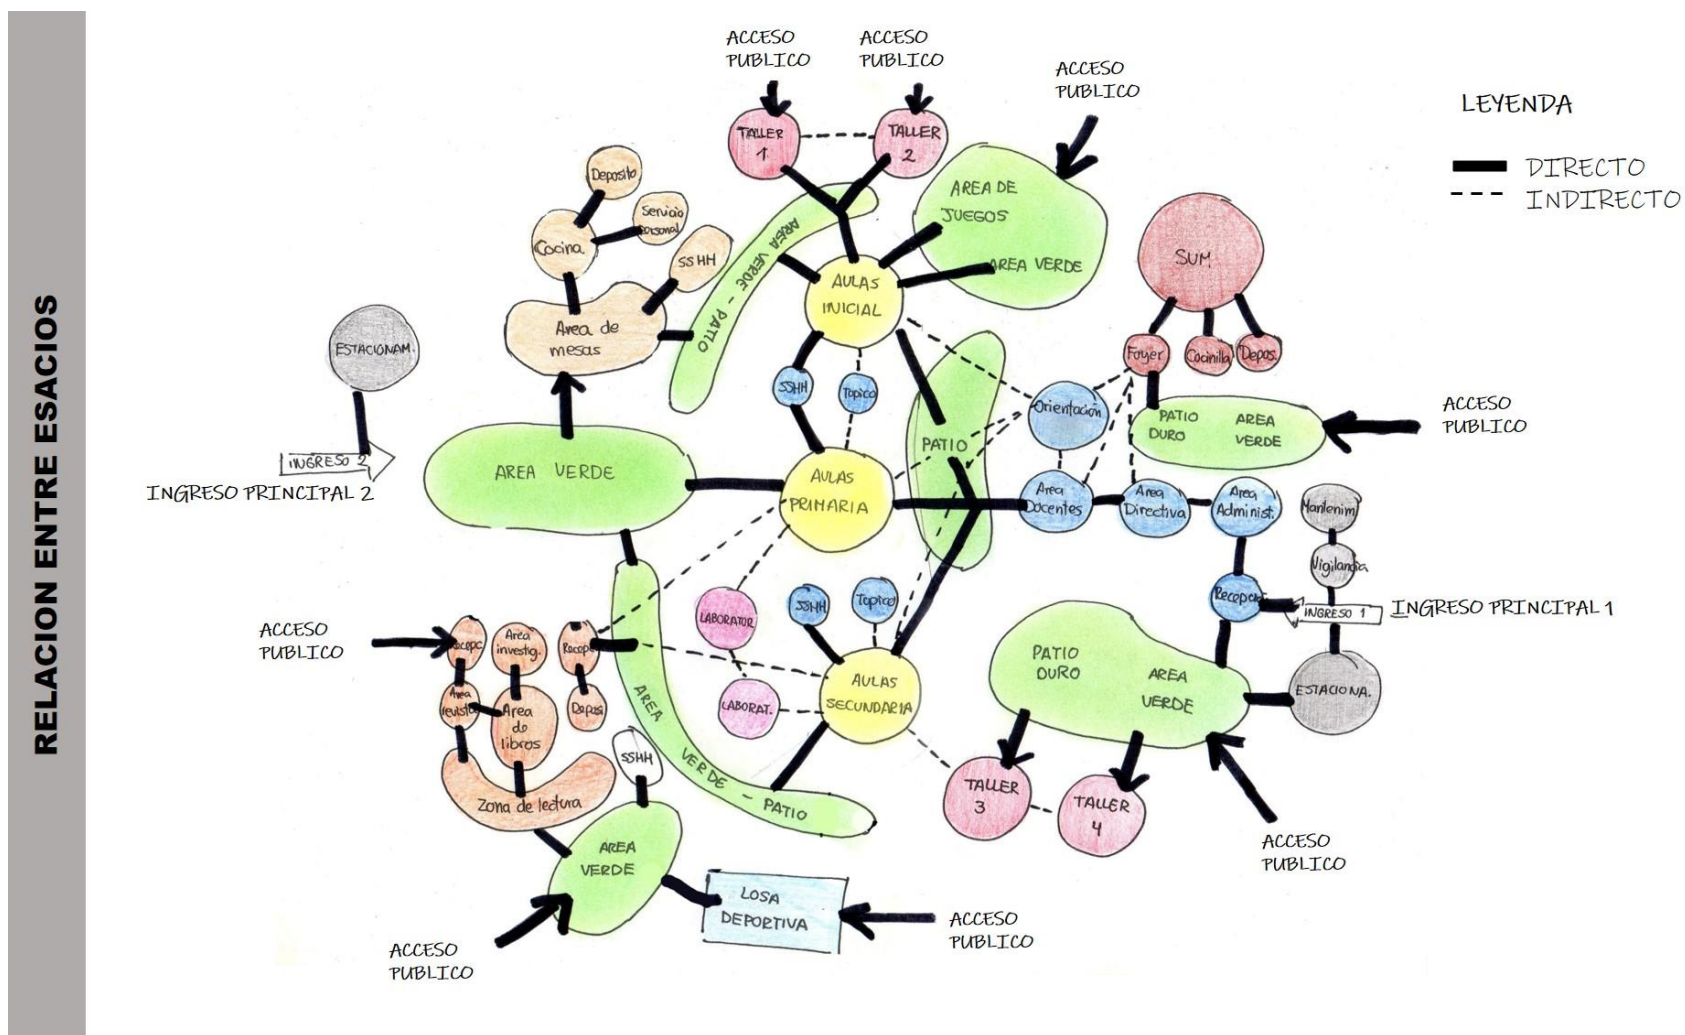 RELACION ENTRE ESACIOS
ACCESO
PUBLICO
ACCESO
PUBLICO
ACCESO
PUBLICO
LEYENDA
DIRECTO
INDIRECTO
TALLER
1
TALLER
2
Deposito
Servicio
personal
Cocina
SSHH
AREA VERDE - PATIO
AREA DE
JUEGOS
AREA VERDE
SUM
AULAS
INICIAL
Area de
mesas
ESTACIONAM.
Foyer
Cocinilla
Depos.
SSHH
Topico
Orientación
PATIO
DURO
AREA
VERDE
ACCESO
PUBLICO
PATIO
AREA VERDE
INGRESO 2
INGRESO PRINCIPAL 2
AULAS
PRIMARIA
Area
Docentes
Area
Directiva
Area
Administ.
Mantenim
Vigilancia
Recepción
INGRESO 1
INGRESO PRINCIPAL 1
LABORATOR
SSHH
Topico
ACCESO
PUBLICO
Recepc
Area
investig.
Recepc
Area
revistas
Area
de
libros
Depos
SSHH
Zona de lectura
AREA VERDE - PATIO
LABORAT.
AULAS
SECUNDARIA
PATIO
DURO
AREA
VERDE
ESTACIONA.
TALLER
3
TALLER
4
ACCESO
PUBLICO
AREA
VERDE
LOSA
DEPORTIVA
ACCESO
PUBLICO
ACCESO
PUBLICO